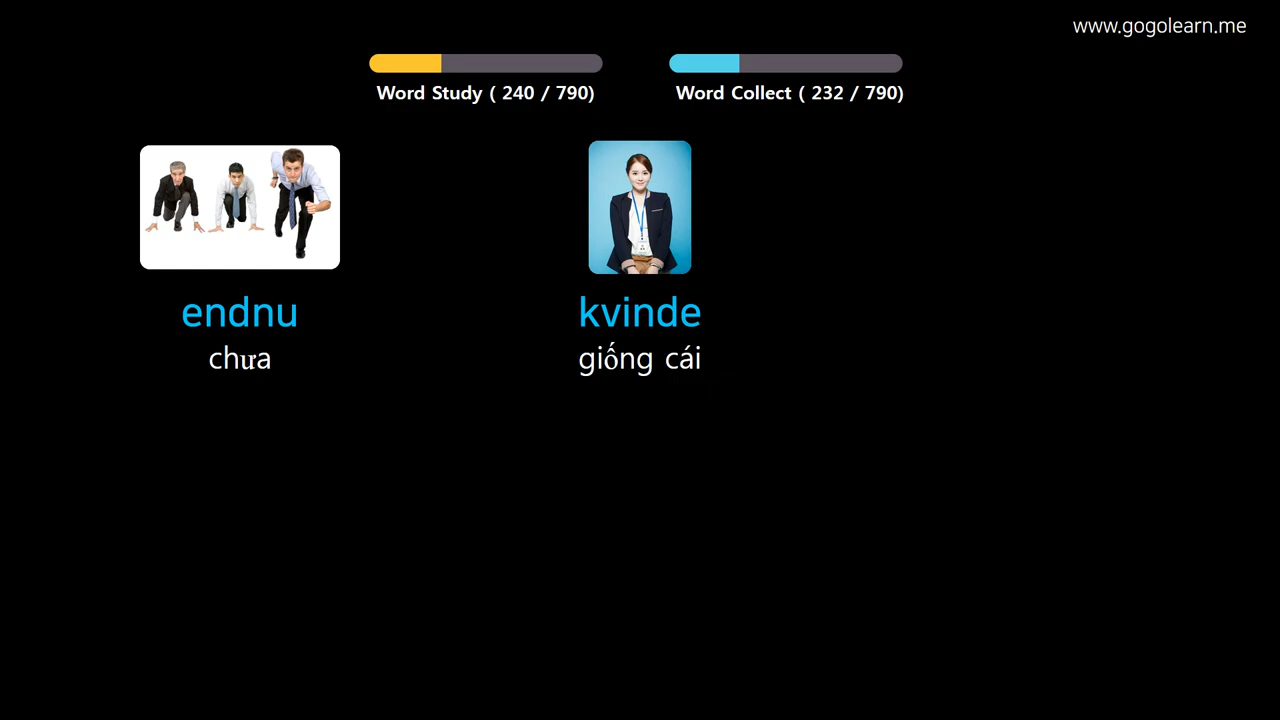 www.gogolearn.me
Word Study ( 240 / 790)
Word Collect ( 232 / 790)
endnu
kvinde
chưa
giống cái